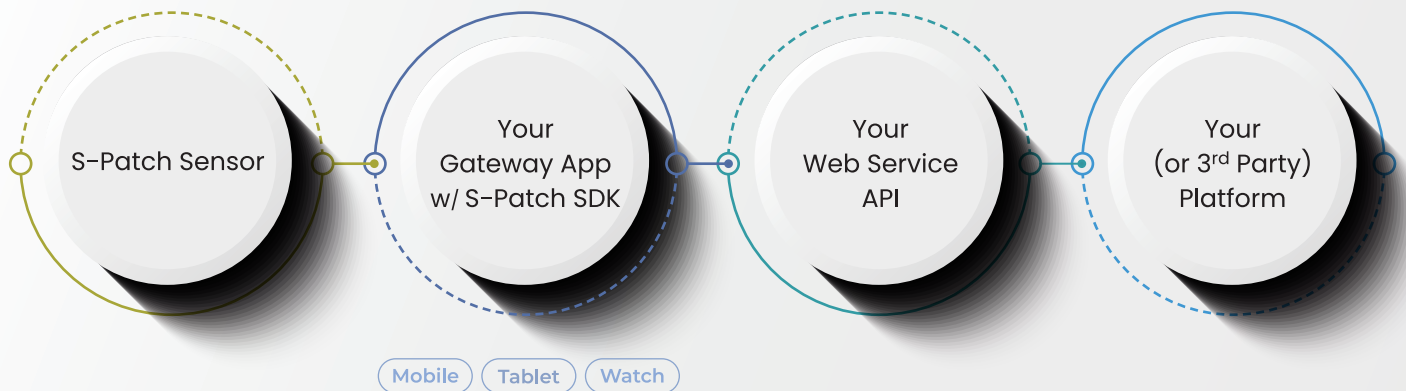 S-Patch Sensor
Your
Gateway App
w/ S-Patch SDK
Your
Web Service
API
Your
(or 3rd Party)
Platform
Mobile
Tablet
Watch